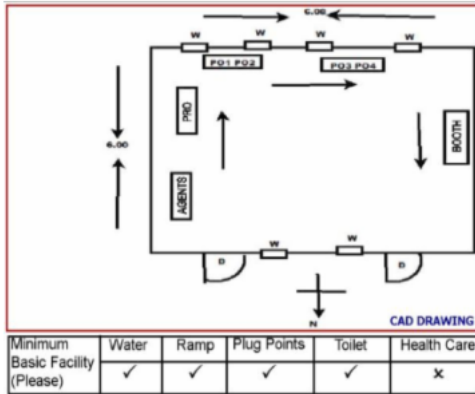 6.00
W W W W
PO1 PO2 PO3 PO4
PRO
6.00
BOOTH
AGENTS
W W
D D
N
CAD DRAWING
Minimum Basic Facility (Please) Water Ramp Plug Points Toilet Health Care
✓ ✓ ✓ ✓ ×